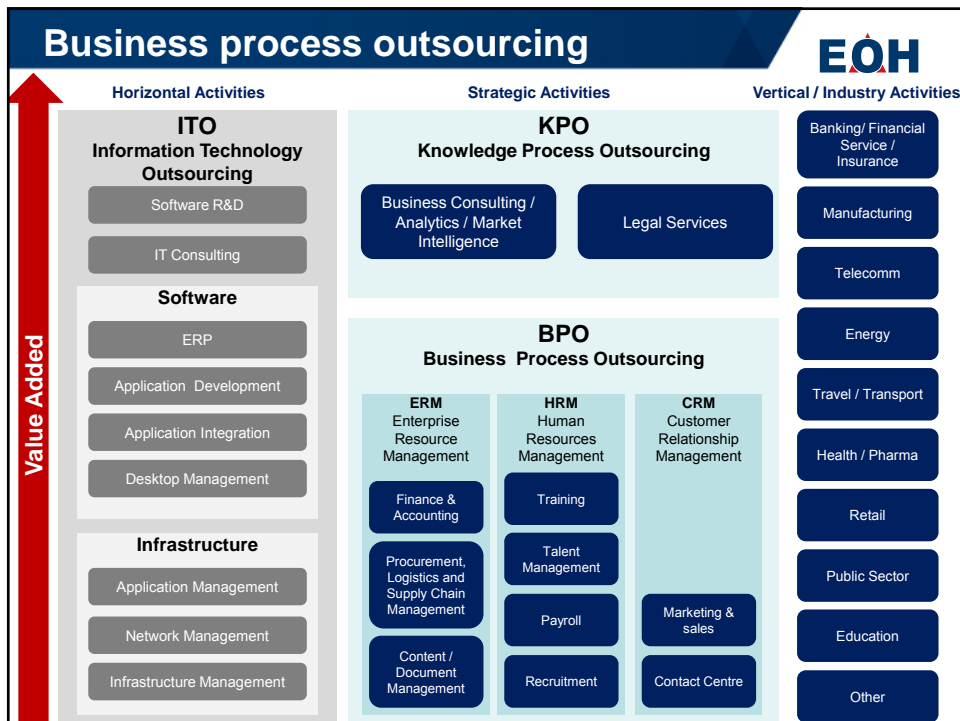 Business process outsourcing
EOH
Horizontal Activities
Strategic Activities
Vertical / Industry Activities
Value Added
ITO
Information Technology
Outsourcing
Software R&D
IT Consulting
Software
ERP
Application Development
Application Integration
Desktop Management
Infrastructure
Application Management
Network Management
Infrastructure Management
KPO
Knowledge Process Outsourcing
Business Consulting /
Analytics / Market
Intelligence
Legal Services
BPO
Business Process Outsourcing
ERM
Enterprise
Resource
Management
Finance &
Accounting
Procurement,
Logistics and
Supply Chain
Management
Content /
Document
Management
HRM
Human
Resources
Management
Training
Talent
Management
Payroll
Recruitment
CRM
Customer
Relationship
Management
Marketing &
sales
Contact Centre
Banking/ Financial
Service /
Insurance
Manufacturing
Telecomm
Energy
Travel / Transport
Health / Pharma
Retail
Public Sector
Education
Other